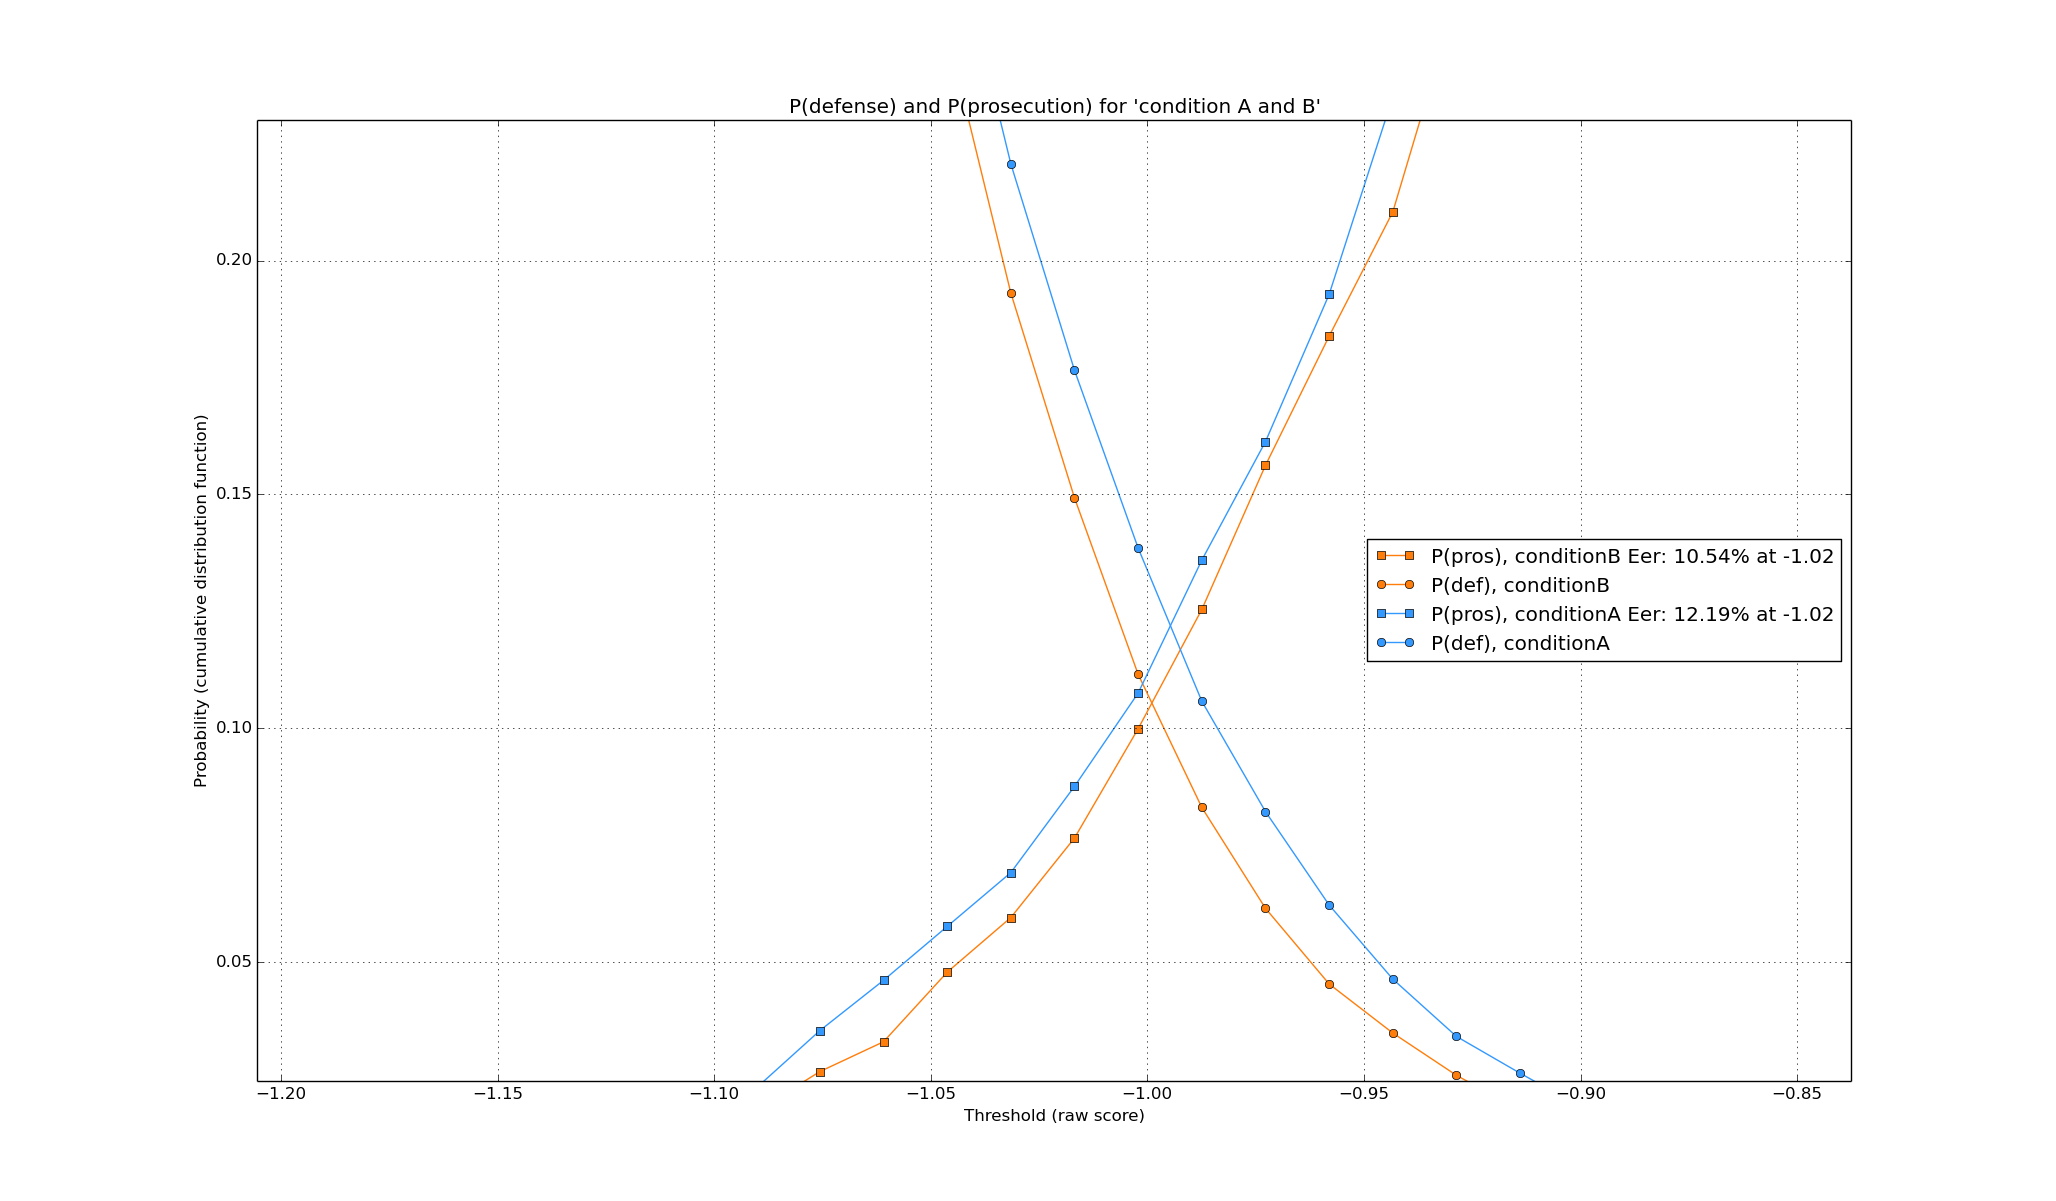 P(defense) and P(prosecution) for 'condition A and B'
0.20
0.15
0.10
0.05
Probability (cumulative distribution function)
P(pros), conditionB Eer: 10.54% at -1.02
P(def), conditionB
P(pros), conditionA Eer: 12.19% at -1.02
P(def), conditionA
−1.20 −1.15 −1.10 −1.05 −1.00 −0.95 −0.90 −0.85
Threshold (raw score)